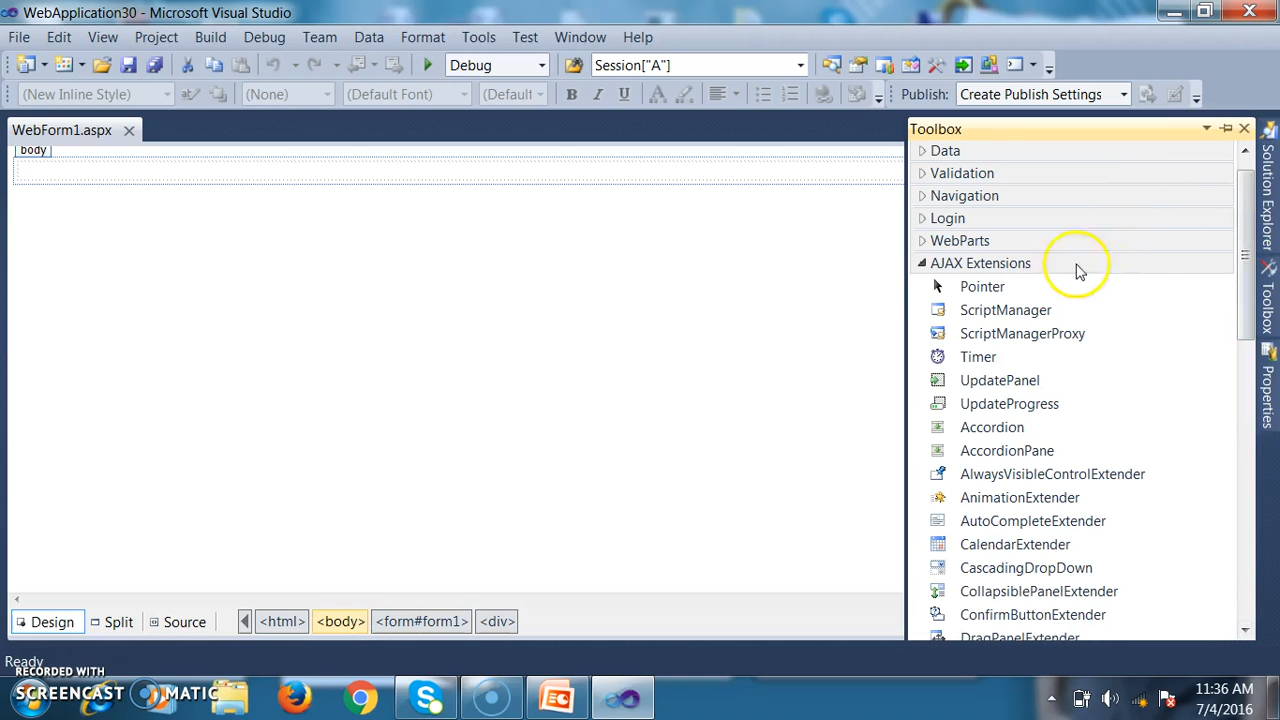 WebApplication30 - Microsoft Visual Studio
File Edit View Project Build Debug Team Data Format Tools Test Window Help
Debug Session["A"]
(New Inline Style) (None) (Default Font) (Default B I U A Publish: Create Publish Settings
WebForm1.aspx
body
Toolbox
Data
Validation
Navigation
Login
WebParts
AJAX Extensions
Pointer
ScriptManager
ScriptManagerProxy
Timer
UpdatePanel
UpdateProgress
Accordion
AccordionPane
AlwaysVisibleControlExtender
AnimationExtender
AutoCompleteExtender
CalendarExtender
CascadingDropDown
CollapsiblePanelExtender
ConfirmButtonExtender
DragPanelExtender
Solution Explorer
Toolbox
Properties
Design Split Source <html> <body> <form#form1> <div>
Ready
RECORDED WITH
SCREENCAST MATIC
11:36 AM
7/4/2016